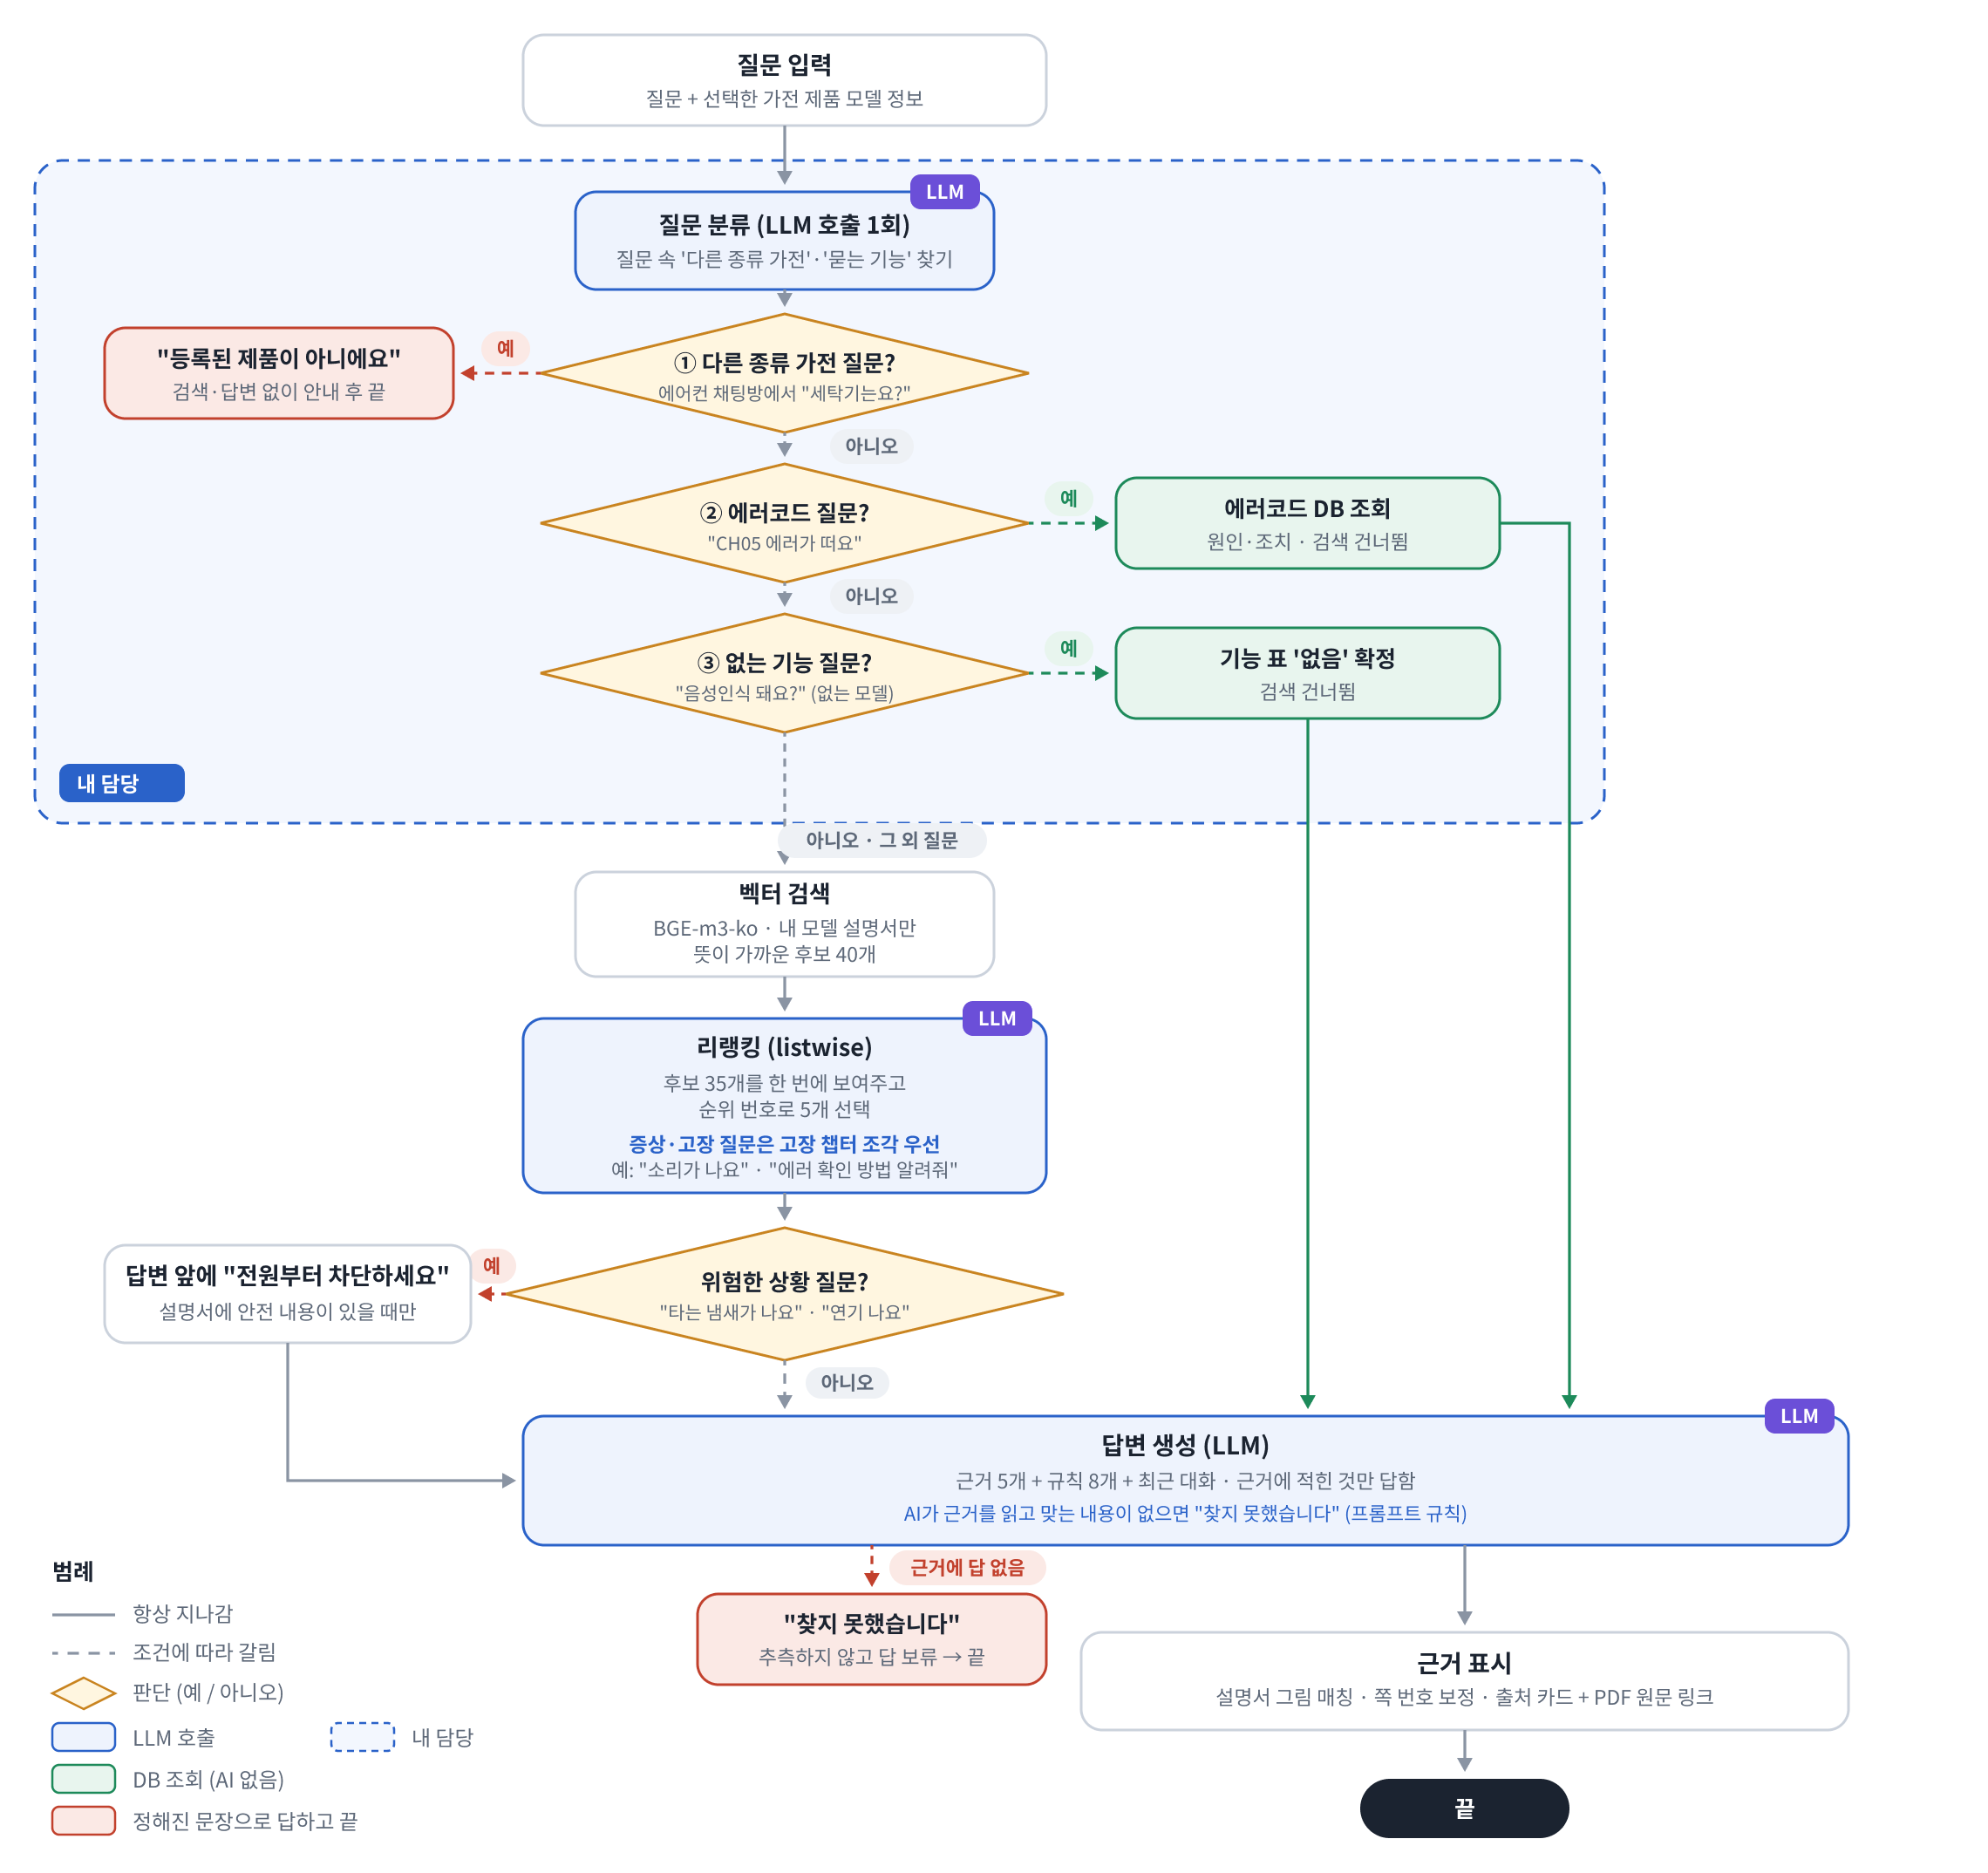 질문 입력
질문 + 선택한 가전 제품 모델 정보
LLM
질문 분류 (LLM 호출 1회)
질문 속 '다른 종류 가전'·'묻는 기능' 찾기
"등록된 제품이 아니에요"
검색·답변 없이 안내 후 끝
예
① 다른 종류 가전 질문?
에어컨 채팅방에서 "세탁기는요?"
아니오
② 에러코드 질문?
"CH05 에러가 떠요"
예
에러코드 DB 조회
원인·조치 · 검색 건너뜀
아니오
③ 없는 기능 질문?
"음성인식 돼요?" (없는 모델)
예
기능 표 '없음' 확정
검색 건너뜀
내 담당
아니오 · 그 외 질문
벡터 검색
BGE-m3-ko · 내 모델 설명서만
뜻이 가까운 후보 40개
LLM
리랭킹 (listwise)
후보 35개를 한 번에 보여주고
순위 번호로 5개 선택
증상·고장 질문은 고장 챕터 조각 우선
예: "소리가 나요" · "에러 확인 방법 알려줘"
답변 앞에 "전원부터 차단하세요"
설명서에 안전 내용이 있을 때만
예
위험한 상황 질문?
"타는 냄새가 나요" · "연기 나요"
아니오
LLM
답변 생성 (LLM)
근거 5개 + 규칙 8개 + 최근 대화 · 근거에 적힌 것만 답함
AI가 근거를 읽고 맞는 내용이 없으면 "찾지 못했습니다" (프롬프트 규칙)
근거에 답 없음
"찾지 못했습니다"
추측하지 않고 답 보류 → 끝
근거 표시
설명서 그림 매칭 · 쪽 번호 보정 · 출처 카드 + PDF 원문 링크
끝
범례
항상 지나감
조건에 따라 갈림
판단 (예 / 아니오)
LLM 호출
내 담당
DB 조회 (AI 없음)
정해진 문장으로 답하고 끝